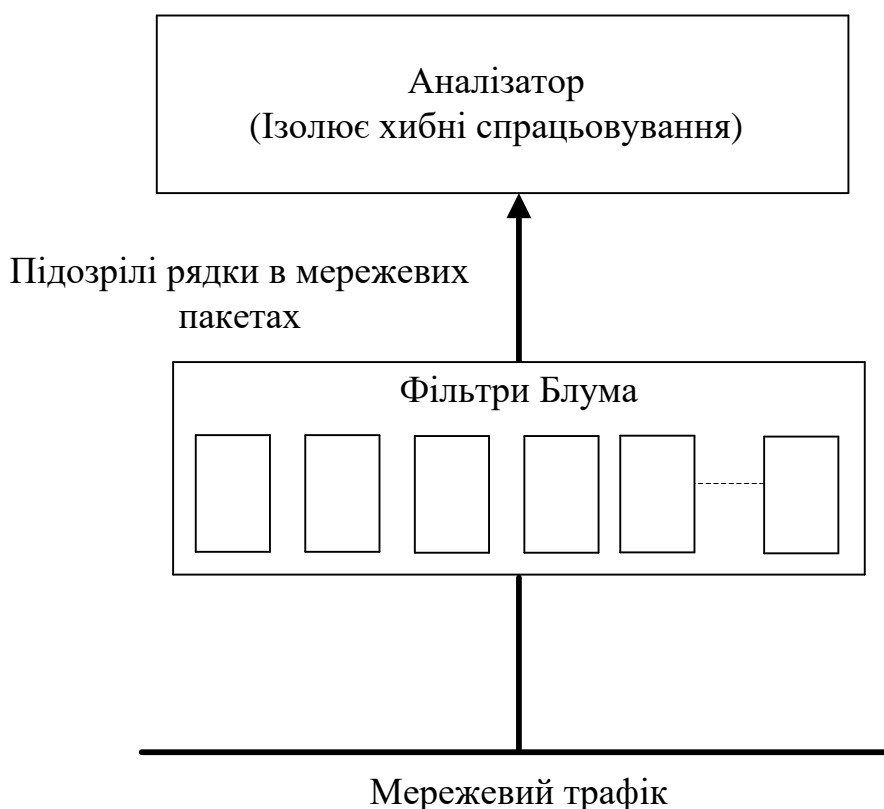 Аналізатор
(Ізолює хибні спрацьовування)
Підозрілі рядки в мережевих
пакетах
Фільтри Блума
Мережевий трафік